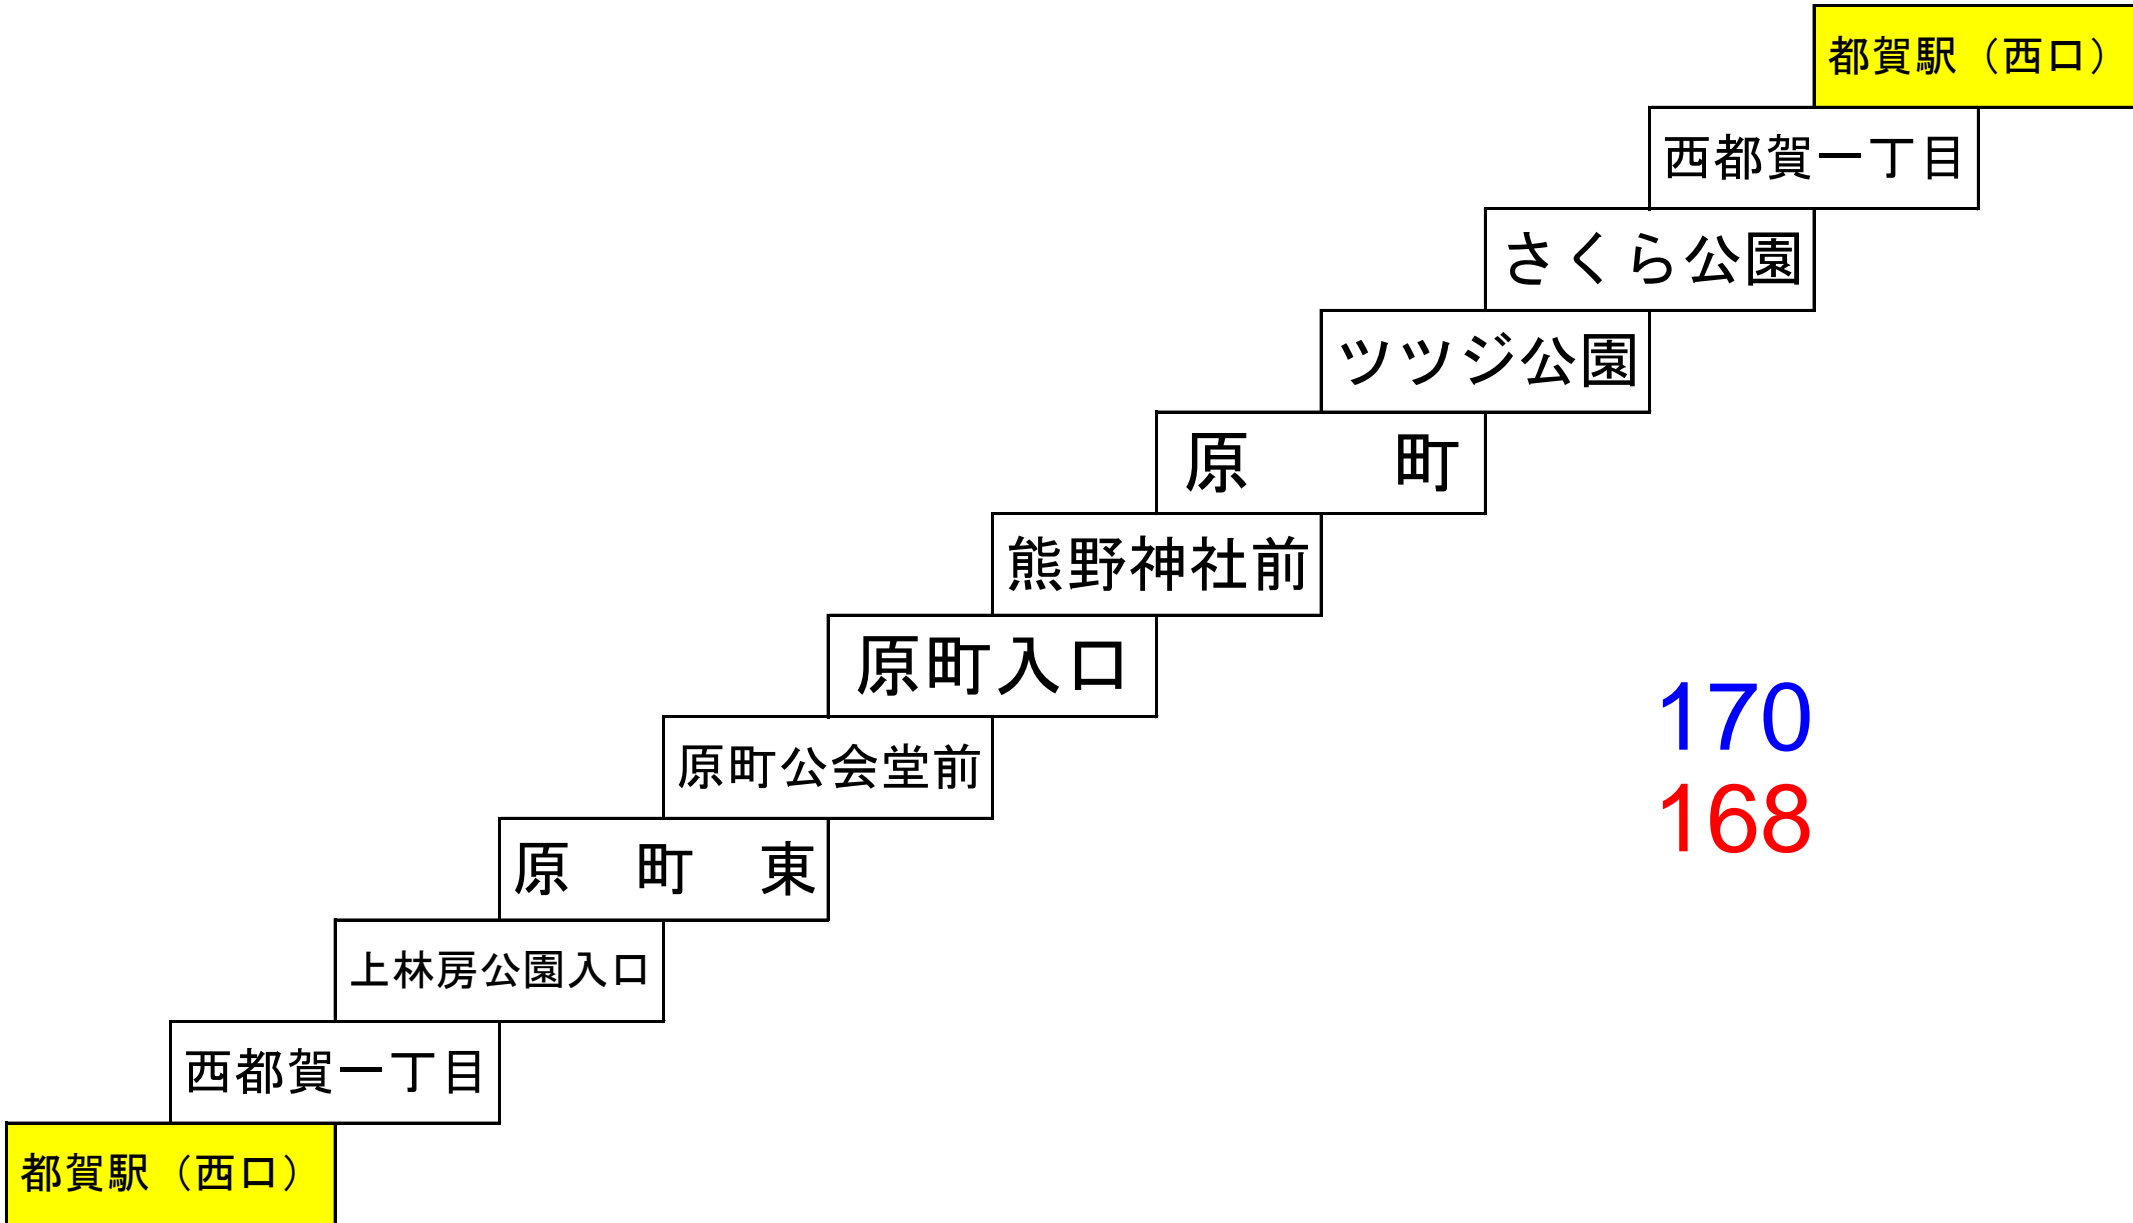 都賀駅（西口）
西都賀一丁目
さくら公園
ツツジ公園
原　　町
熊野神社前
原町入口
170
原町公会堂前
168
原　町　東
上林房公園入口
西都賀一丁目
都賀駅（西口）